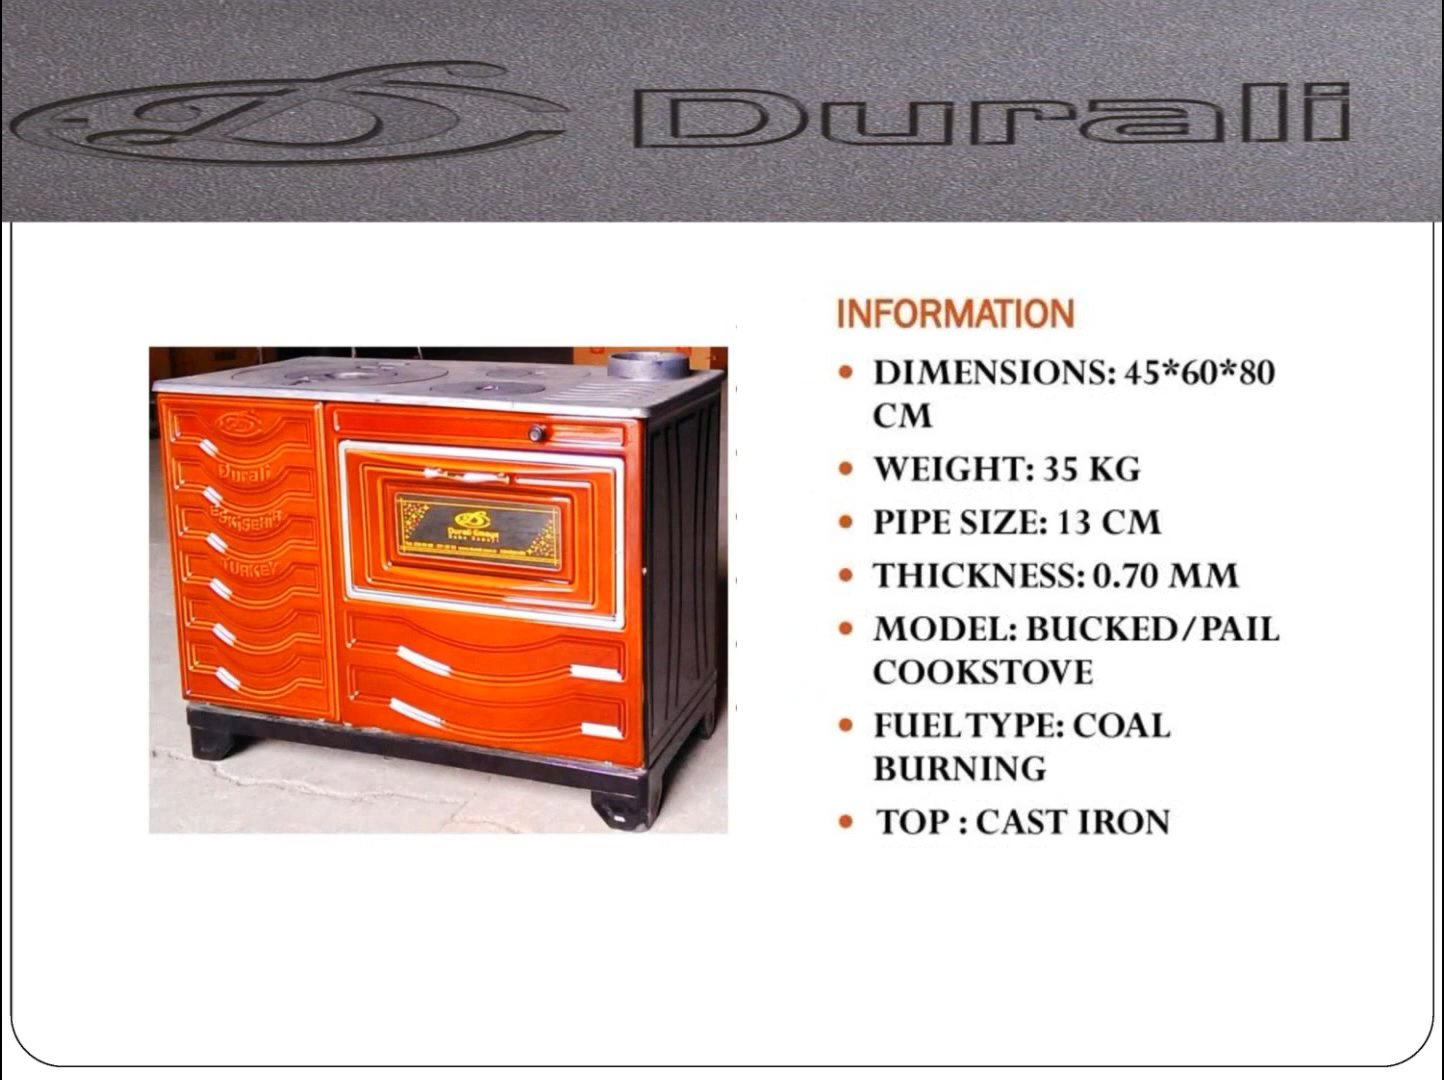 Durali
INFORMATION
• DIMENSIONS: 45*60*80
CM
• WEIGHT: 35 KG
• PIPE SIZE: 13 CM
• THICKNESS: 0.70 MM
• MODEL: BUCKED/PAIL
COOKSTOVE
• FUEL TYPE: COAL
BURNING
• TOP : CAST IRON
Durali
ESKİŞEHİR
TURKEY
Durali